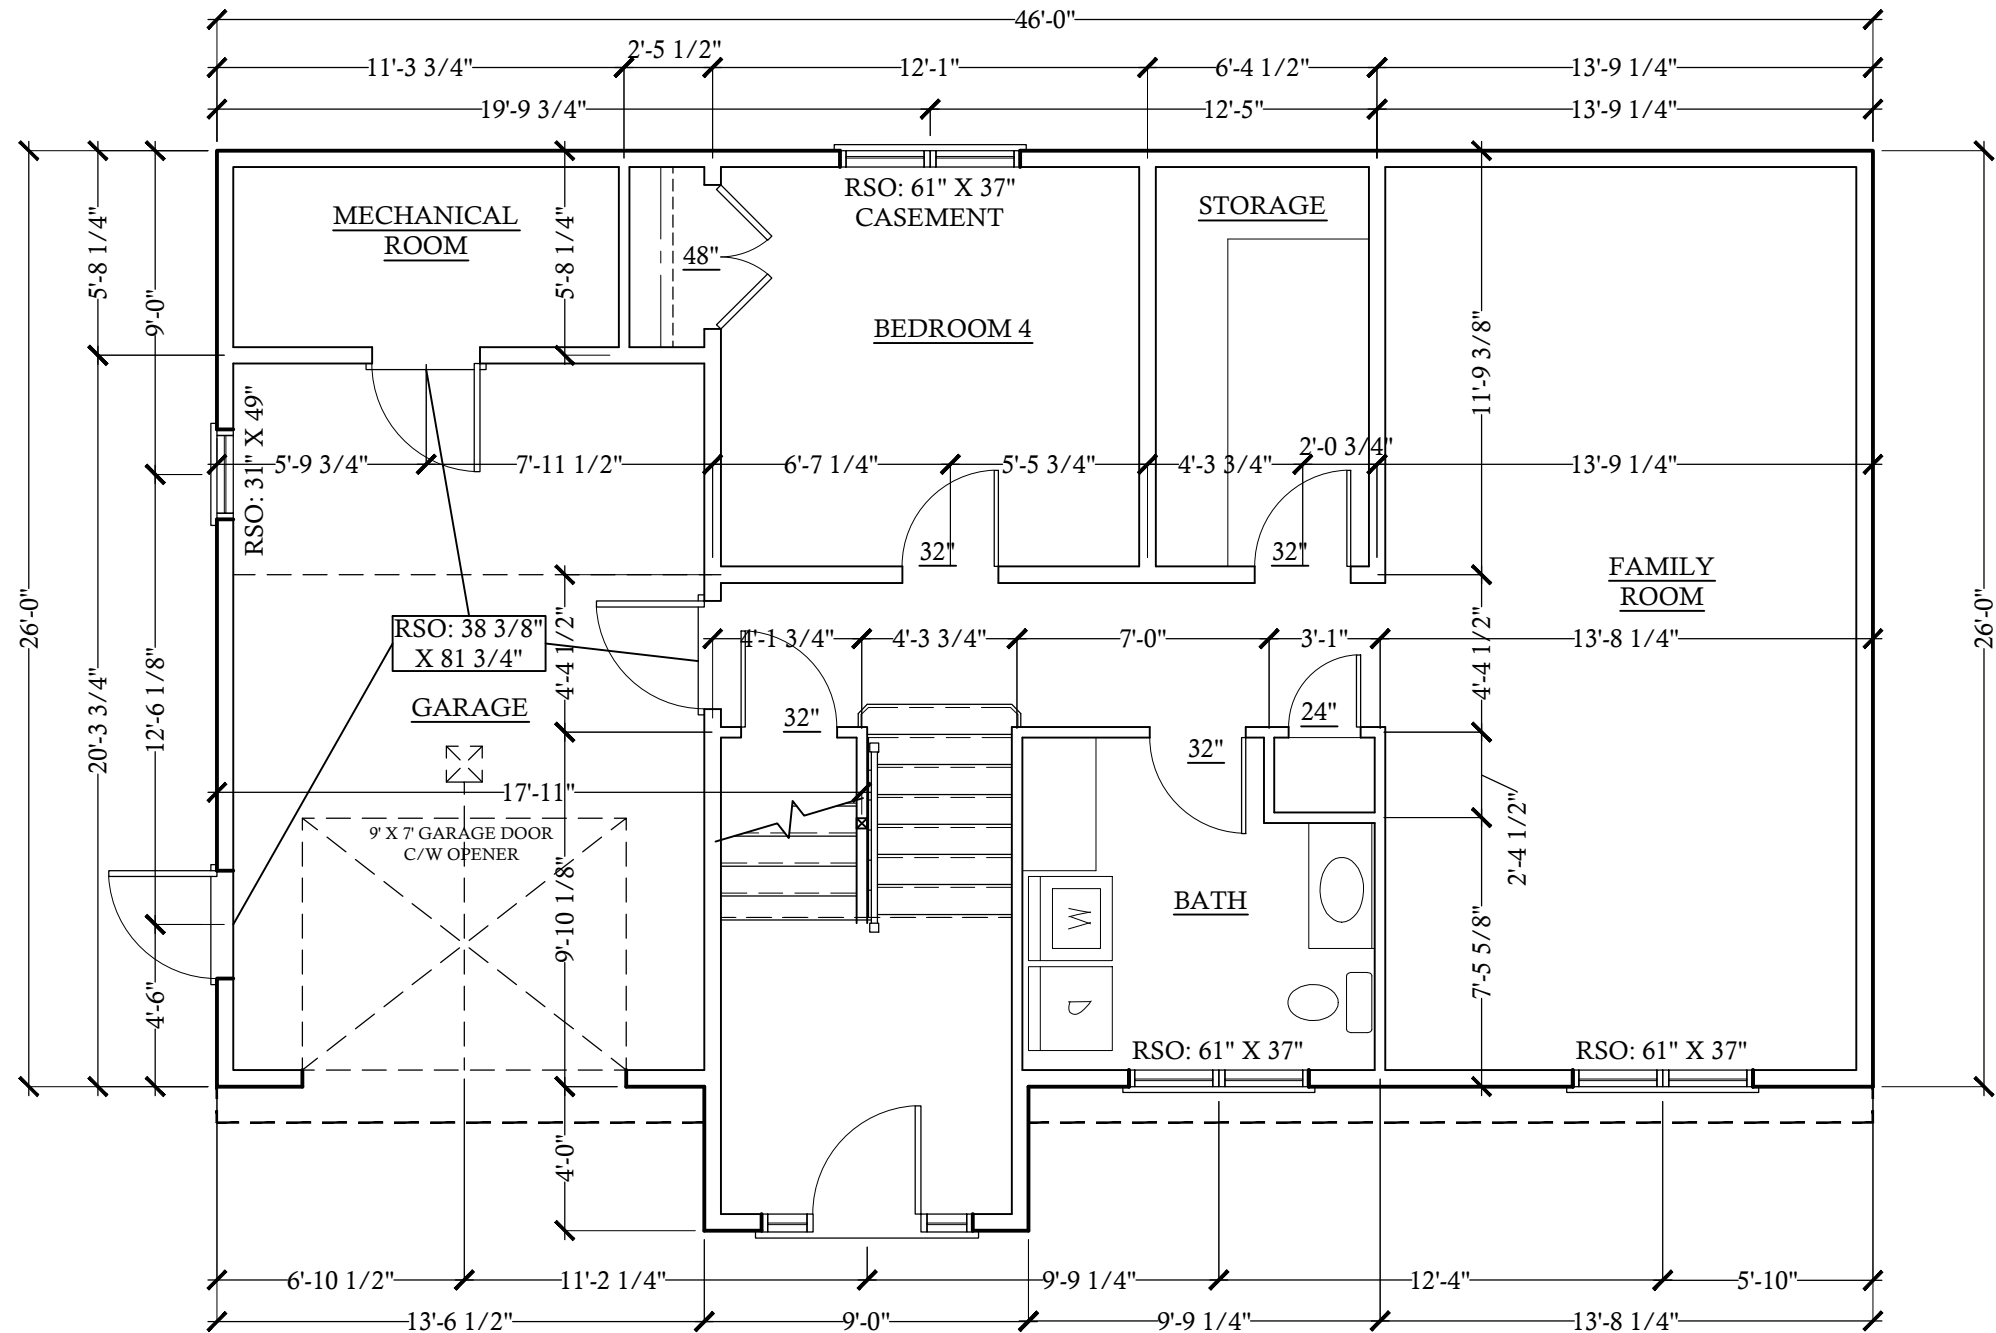 46'-0"
2'-5 1/2"
11'-3 3/4"
12'-1"
6'-4 1/2"
13'-9 1/4"
19'-9 3/4"
12'-5"
13'-9 1/4"
RSO: 61" X 37"
CASEMENT
MECHANICAL
ROOM
STORAGE
48"
5'-8 1/4"
9'-0"
5'-8 1/4"
BEDROOM 4
11'-9 3/8"
RSO: 31" X 49"
5'-9 3/4"
7'-11 1/2"
6'-7 1/4"
5'-5 3/4"
4'-3 3/4"
2'-0 3/4"
13'-9 1/4"
32"
32"
FAMILY
ROOM
26'-0"
26'-0"
RSO: 38 3/8"
X 81 3/4"
4'-4 1/2"
4'-1 3/4"
4'-3 3/4"
7'-0"
3'-1"
4'-4 1/2"
13'-8 1/4"
20'-3 3/4"
12'-6 1/8"
GARAGE
32"
24"
32"
17'-11"
9' X 7' GARAGE DOOR
C/W OPENER
2'-4 1/2"
9'-10 1/8"
BATH
W
D
7'-5 5/8"
4'-6"
RSO: 61" X 37"
RSO: 61" X 37"
4'-0"
6'-10 1/2"
11'-2 1/4"
9'-9 1/4"
12'-4"
5'-10"
13'-6 1/2"
9'-0"
9'-9 1/4"
13'-8 1/4"